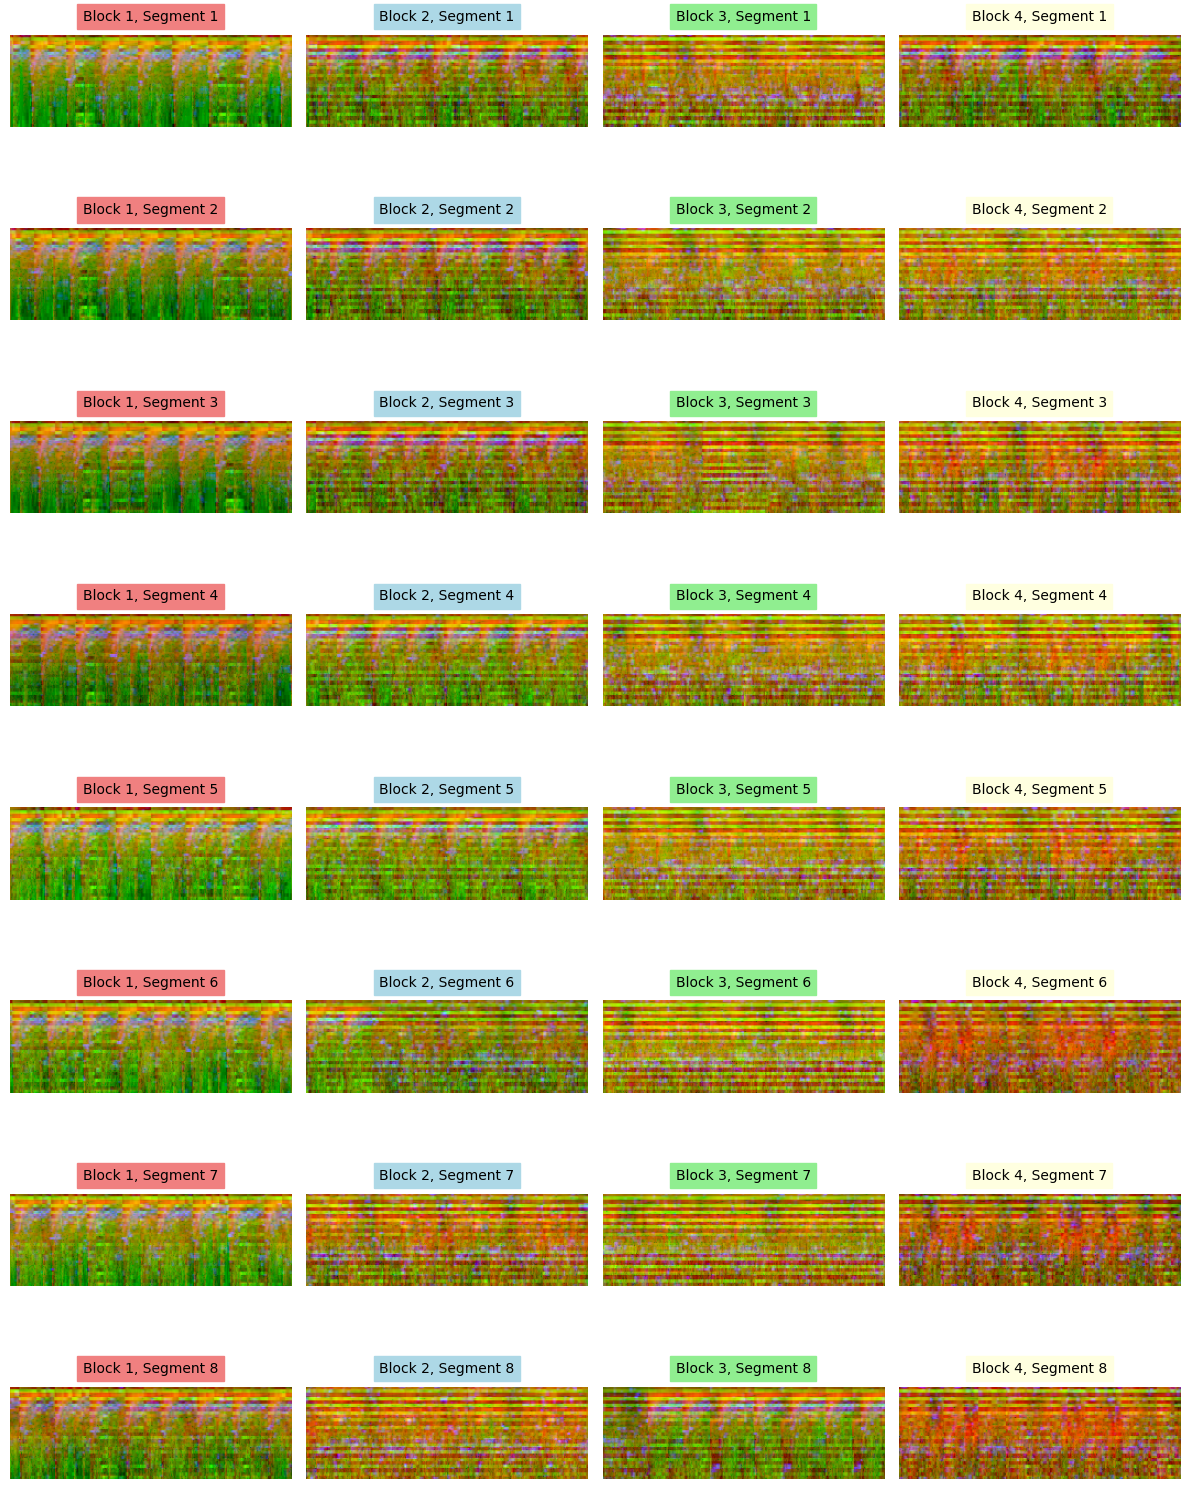 Block 1, Segment 1
Block 2, Segment 1
Block 3, Segment 1
Block 4, Segment 1
Block 1, Segment 2
Block 2, Segment 2
Block 3, Segment 2
Block 4, Segment 2
Block 1, Segment 3
Block 2, Segment 3
Block 3, Segment 3
Block 4, Segment 3
Block 1, Segment 4
Block 2, Segment 4
Block 3, Segment 4
Block 4, Segment 4
Block 1, Segment 5
Block 2, Segment 5
Block 3, Segment 5
Block 4, Segment 5
Block 1, Segment 6
Block 2, Segment 6
Block 3, Segment 6
Block 4, Segment 6
Block 1, Segment 7
Block 2, Segment 7
Block 3, Segment 7
Block 4, Segment 7
Block 1, Segment 8
Block 2, Segment 8
Block 3, Segment 8
Block 4, Segment 8